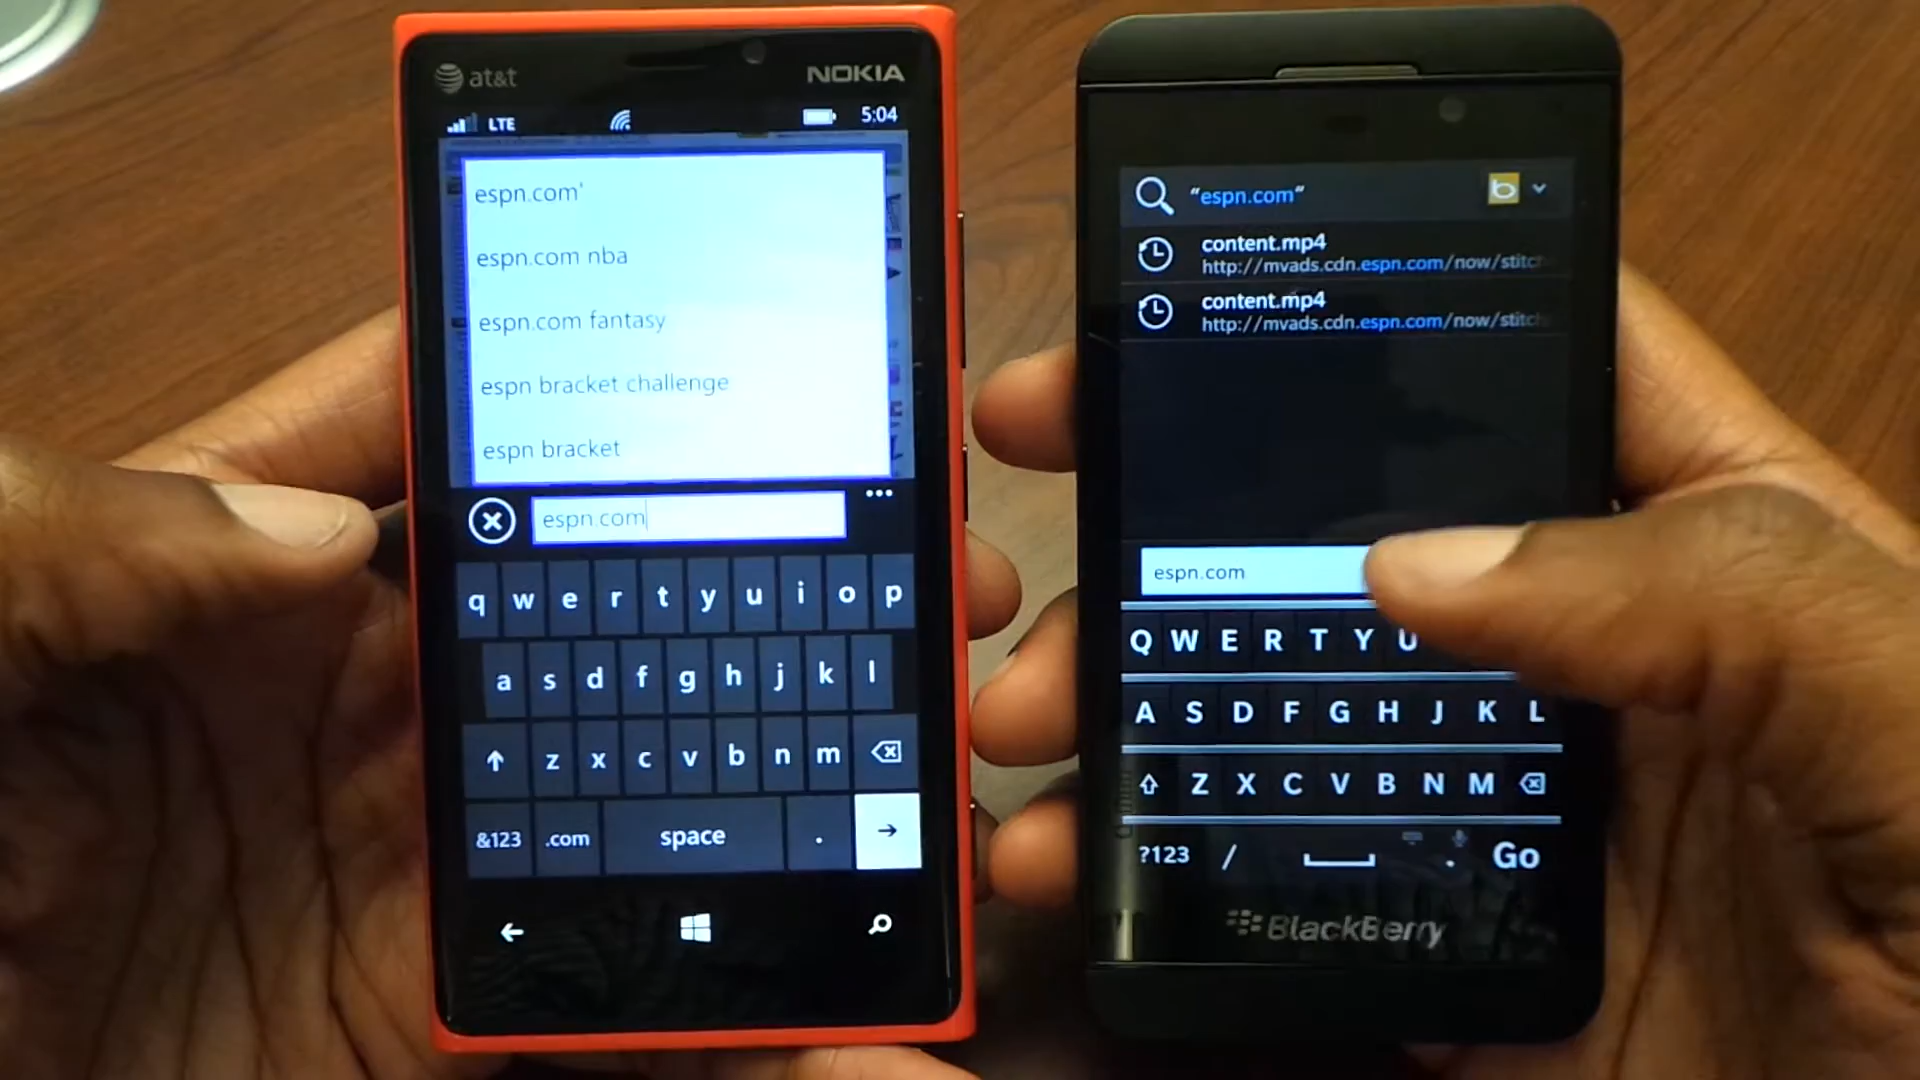 at&t
NOKIA
LTE
5:04
espn.com'
espn.com nba
espn.com fantasy
espn bracket challenge
espn bracket
espn.com
q w e r t y u i o p
a s d f g h j k l
z x c v b n m
&123 .com space .
"espn.com"
content.mp4
http://mvads.cdn.espn.com/now/stitch
content.mp4
http://mvads.cdn.espn.com/now/stitch
espn.com
Q W E R T Y U
A S D F G H J K L
Z X C V B N M
?123 / . Go
BlackBerry